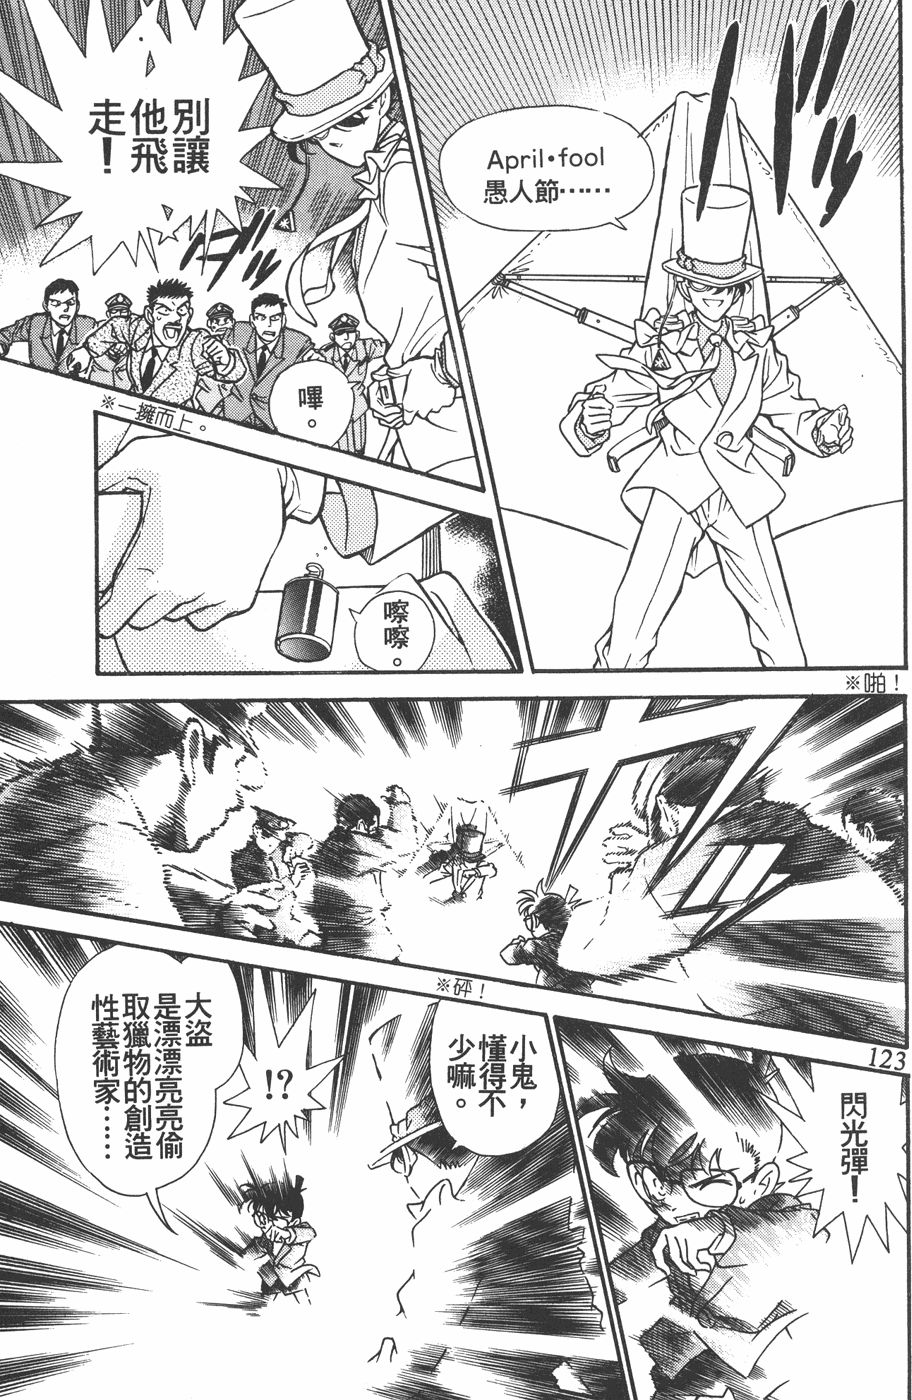 April•fool
愚人節⋯⋯
※啪！
別讓
他飛
走！
嗶。
※一擁而上。
嚓
嚓。
※砰！
閃光彈！
小鬼，
懂得不
少嘛。
!?
大盜
是漂漂亮亮偷
取獵物的創造
性藝術家⋯⋯
123